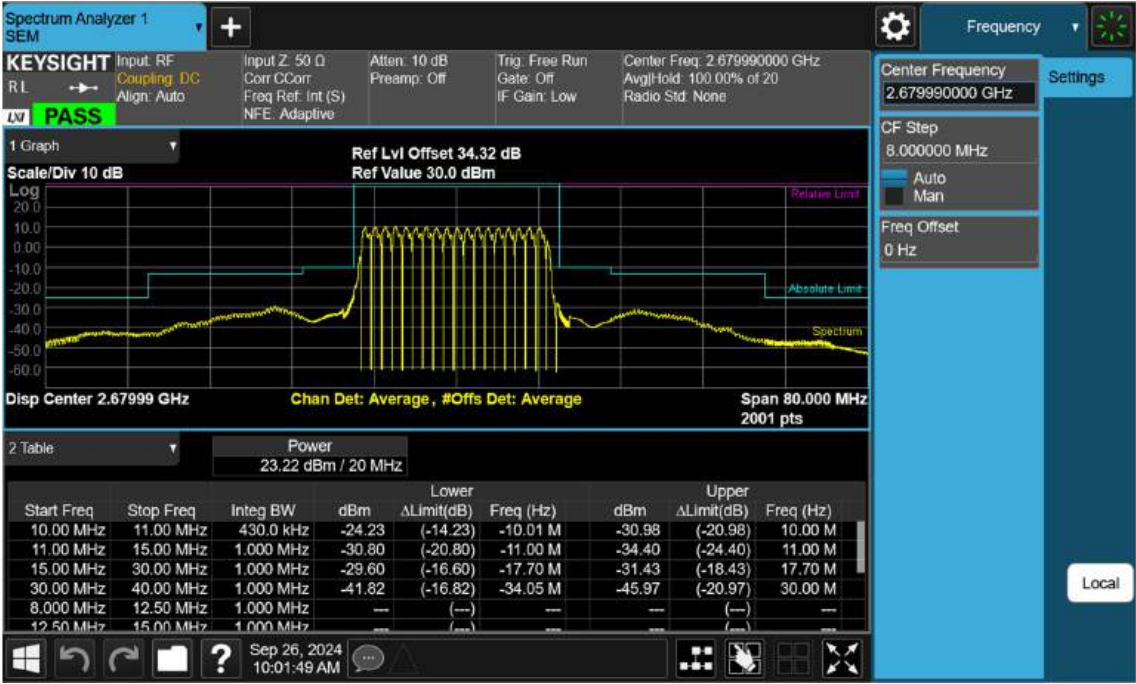 Spectrum Analyzer 1
SEM
Frequency
KEYSIGHT
R L
LXI PASS
Input: RF
Coupling: DC
Align: Auto
Input Z: 50 Ω
Corr CCorr
Freq Ref: Int (S)
NFE: Adaptive
Atten: 10 dB
Preamp: Off
Trig: Free Run
Gate: Off
IF Gain: Low
Center Freq: 2.679990000 GHz
Avg|Hold: 100.00% of 20
Radio Std: None
Center Frequency
2.679990000 GHz
Settings
CF Step
8.000000 MHz
Auto
Man
Freq Offset
0 Hz
Local
1 Graph
Ref Lvl Offset 34.32 dB
Scale/Div 10 dB
Ref Value 30.0 dBm
Log
20.0
10.0
0.00
-10.0
-20.0
-30.0
-40.0
-50.0
-60.0
Relative Limit
Absolute Limit
Spectrum
Disp Center 2.67999 GHz
Chan Det: Average, #Offs Det: Average
Span 80.000 MHz
2001 pts
2 Table
Power
23.22 dBm / 20 MHz
Lower Upper
Start Freq Stop Freq Integ BW dBm ΔLimit(dB) Freq (Hz) dBm ΔLimit(dB) Freq (Hz)
10.00 MHz 11.00 MHz 430.0 kHz -24.23 (-14.23) -10.01 M -30.98 (-20.98) 10.00 M
11.00 MHz 15.00 MHz 1.000 MHz -30.80 (-20.80) -11.00 M -34.40 (-24.40) 11.00 M
15.00 MHz 30.00 MHz 1.000 MHz -29.60 (-16.60) -17.70 M -31.43 (-18.43) 17.70 M
30.00 MHz 40.00 MHz 1.000 MHz -41.82 (-16.82) -34.05 M -45.97 (-20.97) 30.00 M
8.000 MHz 12.50 MHz 1.000 MHz --- (---) --- --- (---) ---
12.50 MHz 15.00 MHz 1.000 MHz --- (---) --- --- (---) ---
Sep 26, 2024
10:01:49 AM